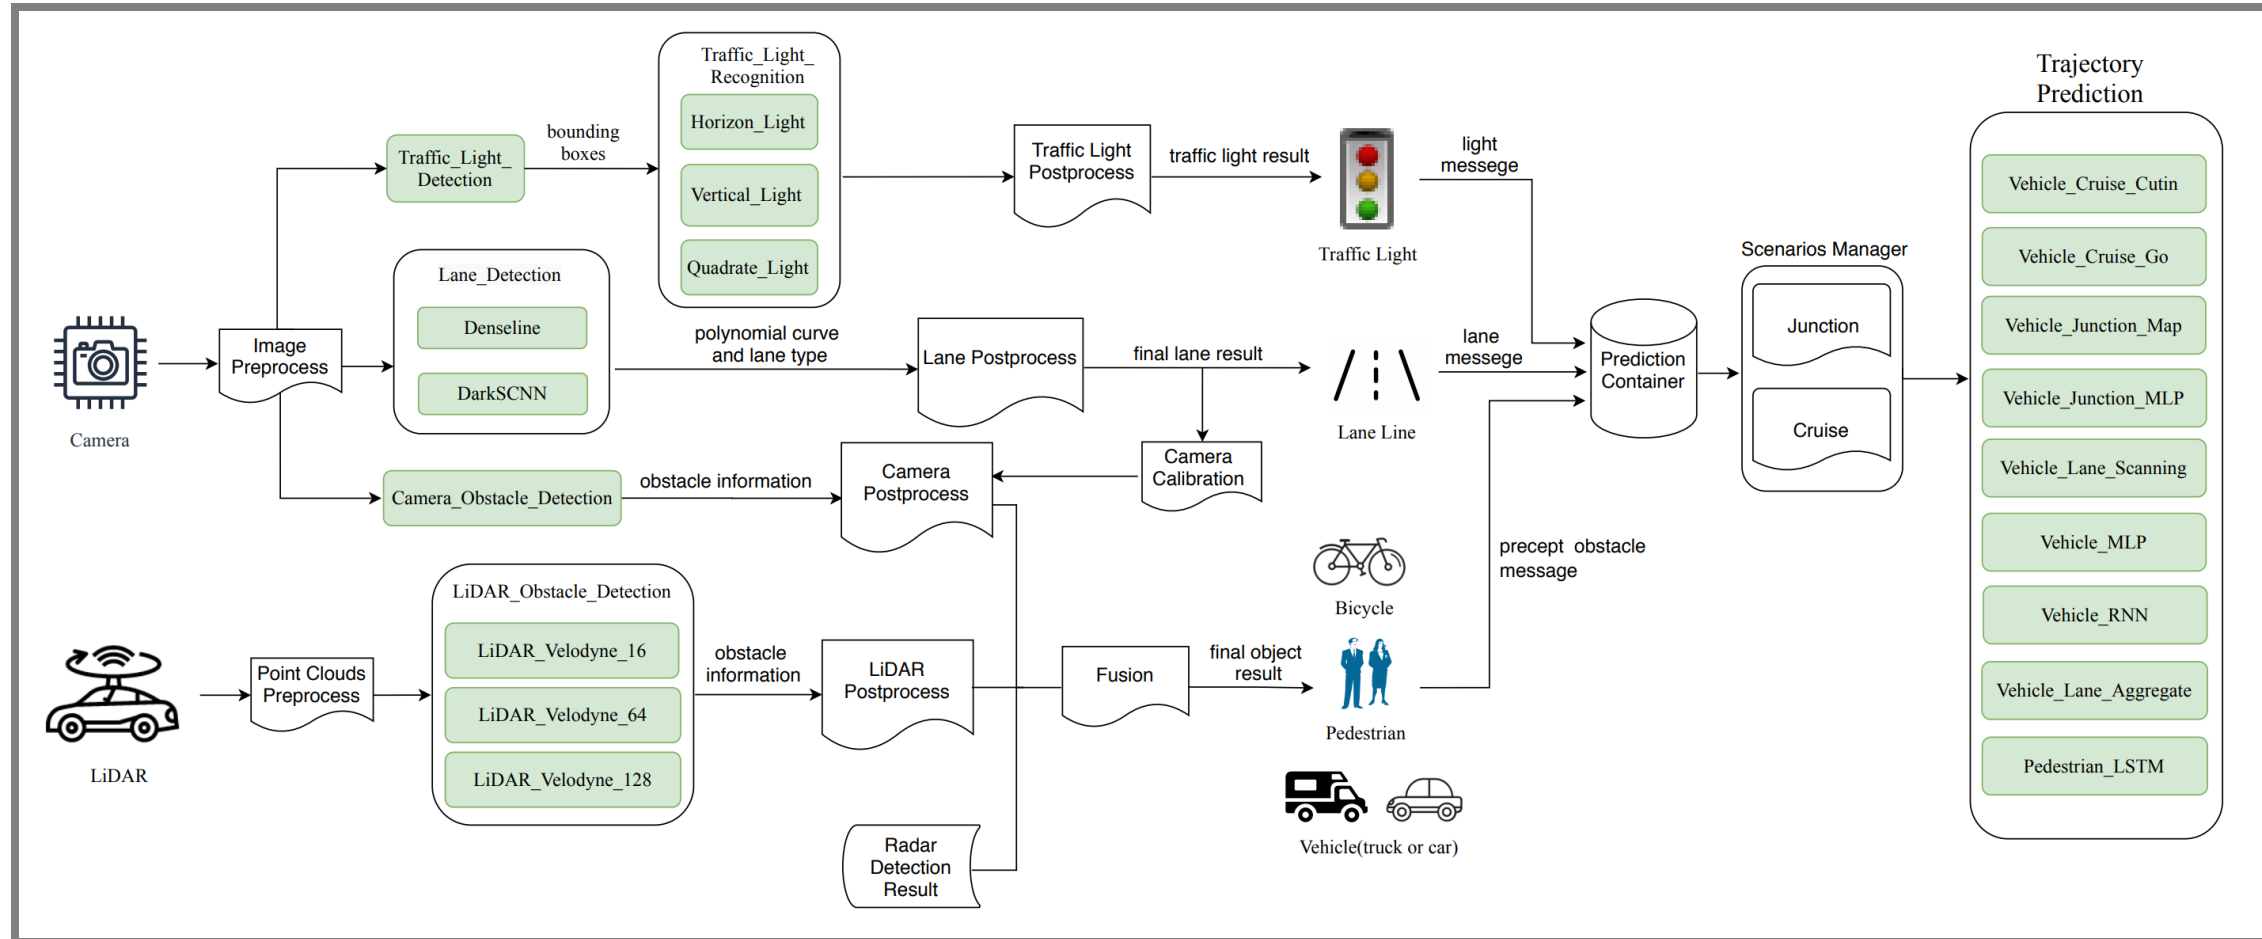 Traffic_Light_
Recognition
Horizon_Light
Vertical_Light
Quadrate_Light
bounding
boxes
Traffic_Light_
Detection
Traffic Light
Postprocess
traffic light result
Traffic Light
light
messege
Trajectory
Prediction
Vehicle_Cruise_Cutin
Vehicle_Cruise_Go
Vehicle_Junction_Map
Vehicle_Junction_MLP
Vehicle_Lane_Scanning
Vehicle_MLP
Vehicle_RNN
Vehicle_Lane_Aggregate
Pedestrian_LSTM
Scenarios Manager
Junction
Cruise
Prediction
Container
Camera
Image
Preprocess
Lane_Detection
Denseline
DarkSCNN
polynomial curve
and lane type
Lane Postprocess
final lane result
Lane Line
lane
messege
Camera
Calibration
Camera_Obstacle_Detection
obstacle information
Camera
Postprocess
LiDAR
Point Clouds
Preprocess
LiDAR_Obstacle_Detection
LiDAR_Velodyne_16
LiDAR_Velodyne_64
LiDAR_Velodyne_128
obstacle
information
LiDAR
Postprocess
Radar
Detection
Result
Fusion
final object
result
Bicycle
Pedestrian
Vehicle(truck or car)
precept obstacle
message